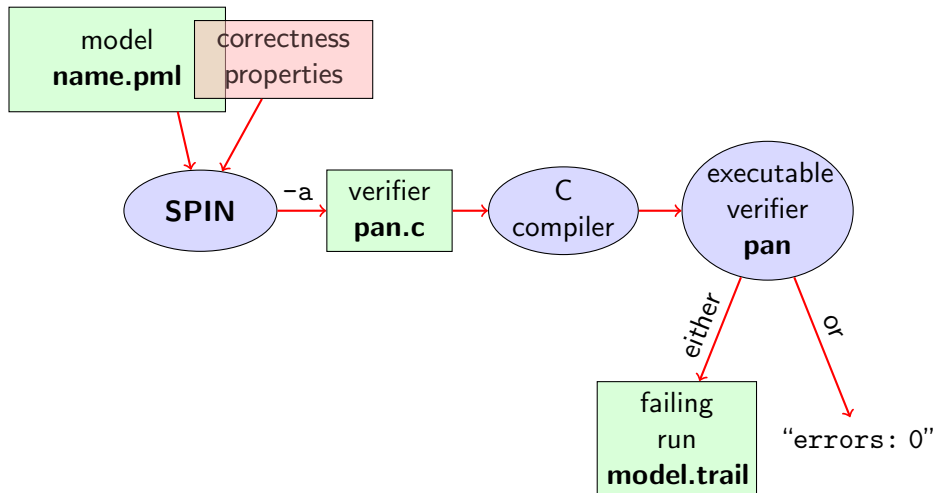 model
name.pml
correctness
properties
SPIN
-a
verifier
pan.c
C
compiler
executable
verifier
pan
either
or
failing
run
model.trail
“errors: 0”